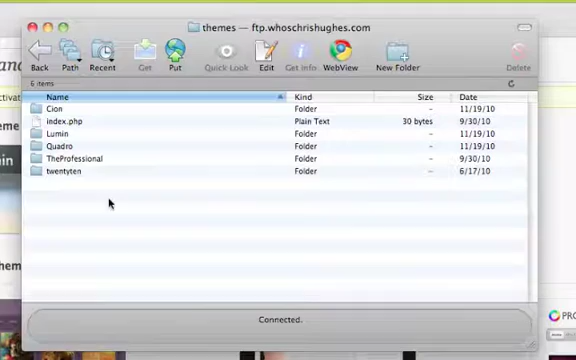 themes — ftp.whoschrishughes.com
Back Path Recent Get Put Quick Look Edit Get Info WebView New Folder Delete
6 items
Name Kind Size Date
Cion Folder – 11/19/10
index.php Plain Text 30 bytes 9/30/10
Lumin Folder – 11/19/10
Quadro Folder – 11/19/10
TheProfessional Folder – 9/30/10
twentyten Folder – 6/17/10
Connected.